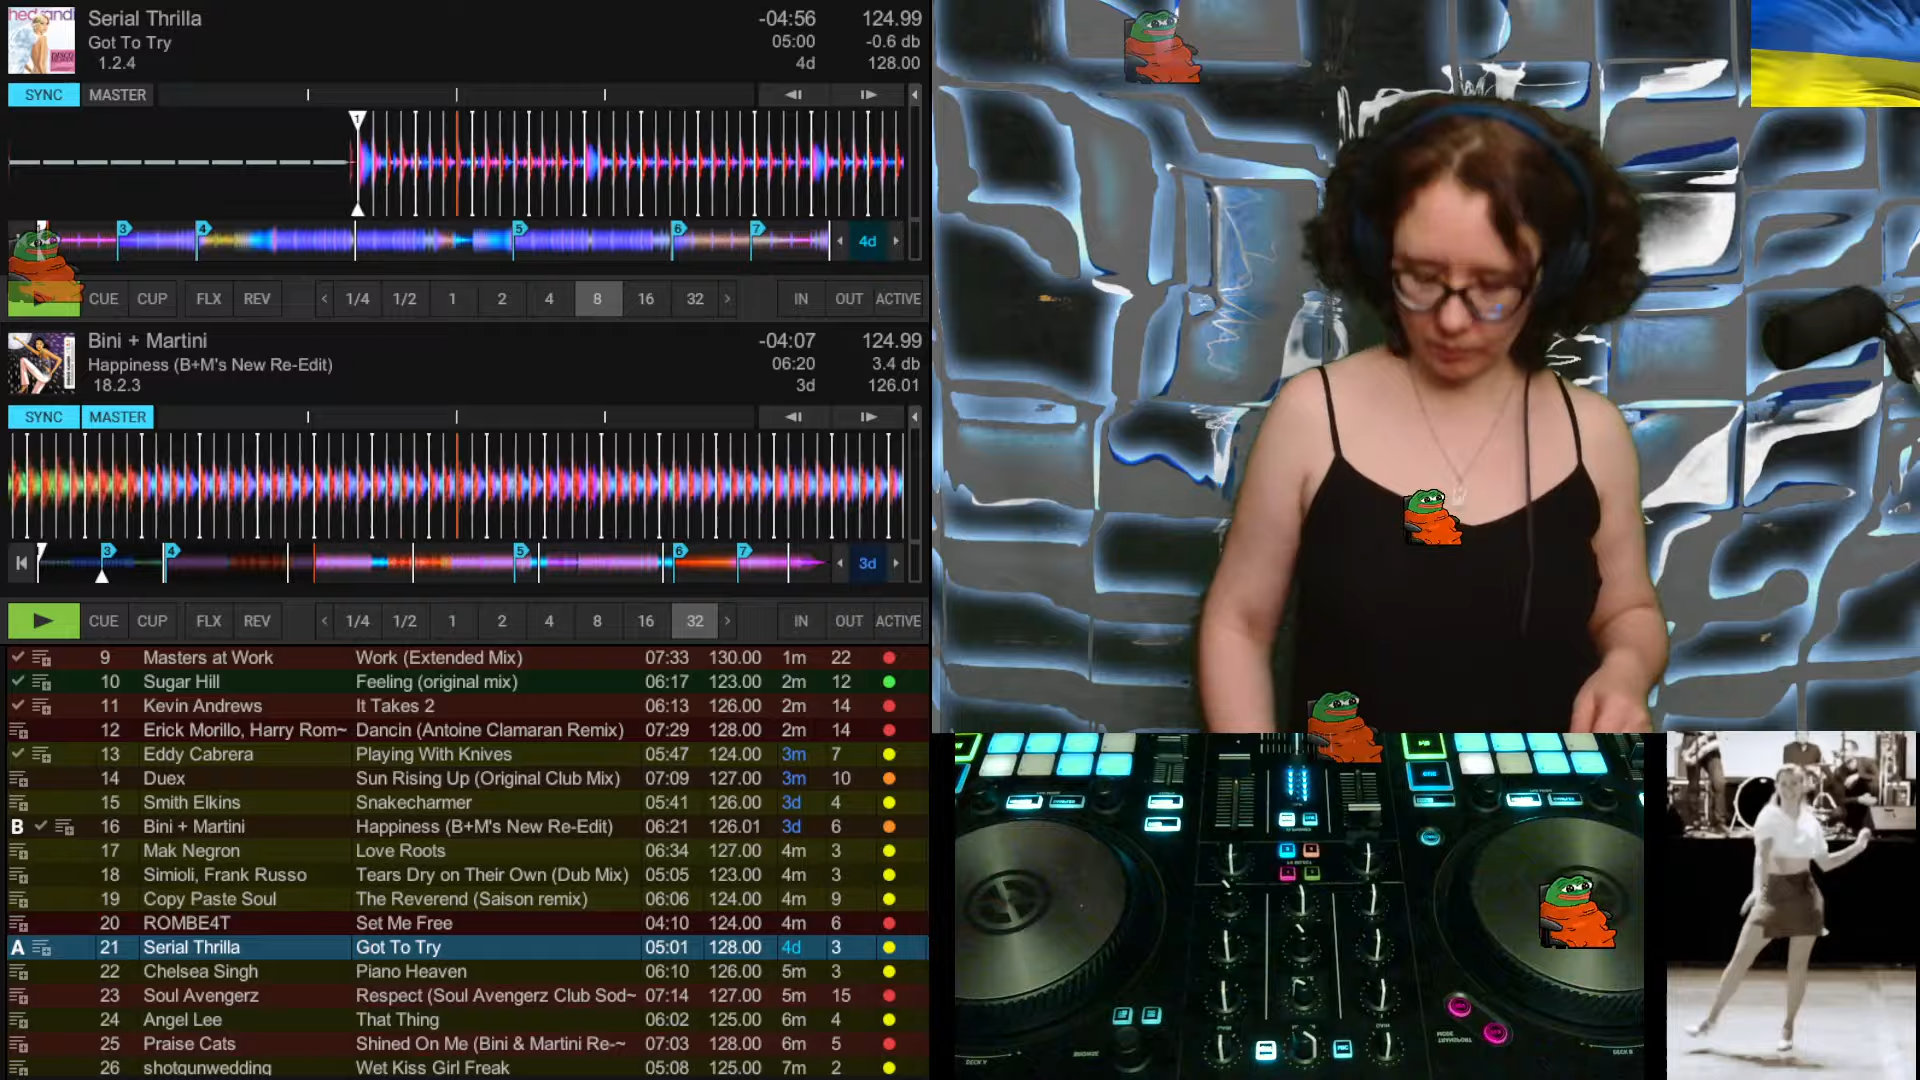 Serial Thrilla -04:56 124.99
Got To Try 05:00 -0.6 db
1.2.4 4d 128.00
SYNC MASTER
1
3 4 5 6 7 4d
CUE CUP FLX REV 1/4 1/2 1 2 4 8 16 32 IN OUT ACTIVE
Bini + Martini -04:07 124.99
Happiness (B+M's New Re-Edit) 06:20 3.4 db
18.2.3 3d 126.01
SYNC MASTER
3 4 5 6 7 3d
CUE CUP FLX REV 1/4 1/2 1 2 4 8 16 32 IN OUT ACTIVE
9 Masters at Work Work (Extended Mix) 07:33 130.00 1m 22
10 Sugar Hill Feeling (original mix) 06:17 123.00 2m 12
11 Kevin Andrews It Takes 2 06:13 126.00 2m 14
12 Erick Morillo, Harry Rom~ Dancin (Antoine Clamaran Remix) 07:29 128.00 2m 14
13 Eddy Cabrera Playing With Knives 05:47 124.00 3m 7
14 Duex Sun Rising Up (Original Club Mix) 07:09 127.00 3m 10
15 Smith Elkins Snakecharmer 05:41 126.00 3d 4
B 16 Bini + Martini Happiness (B+M's New Re-Edit) 06:21 126.01 3d 6
17 Mak Negron Love Roots 06:34 127.00 4m 3
18 Simioli, Frank Russo Tears Dry on Their Own (Dub Mix) 05:05 123.00 4m 3
19 Copy Paste Soul The Reverend (Saison remix) 06:06 124.00 4m 9
20 ROMBE4T Set Me Free 04:10 124.00 4m 6
A 21 Serial Thrilla Got To Try 05:01 128.00 4d 3
22 Chelsea Singh Piano Heaven 06:10 126.00 5m 3
23 Soul Avengerz Respect (Soul Avengerz Club Sod~ 07:14 127.00 5m 15
24 Angel Lee That Thing 06:02 125.00 6m 4
25 Praise Cats Shined On Me (Bini & Martini Re-~ 07:03 128.00 6m 5
26 shotgunwedding Wet Kiss Girl Freak 05:08 125.00 7m 2